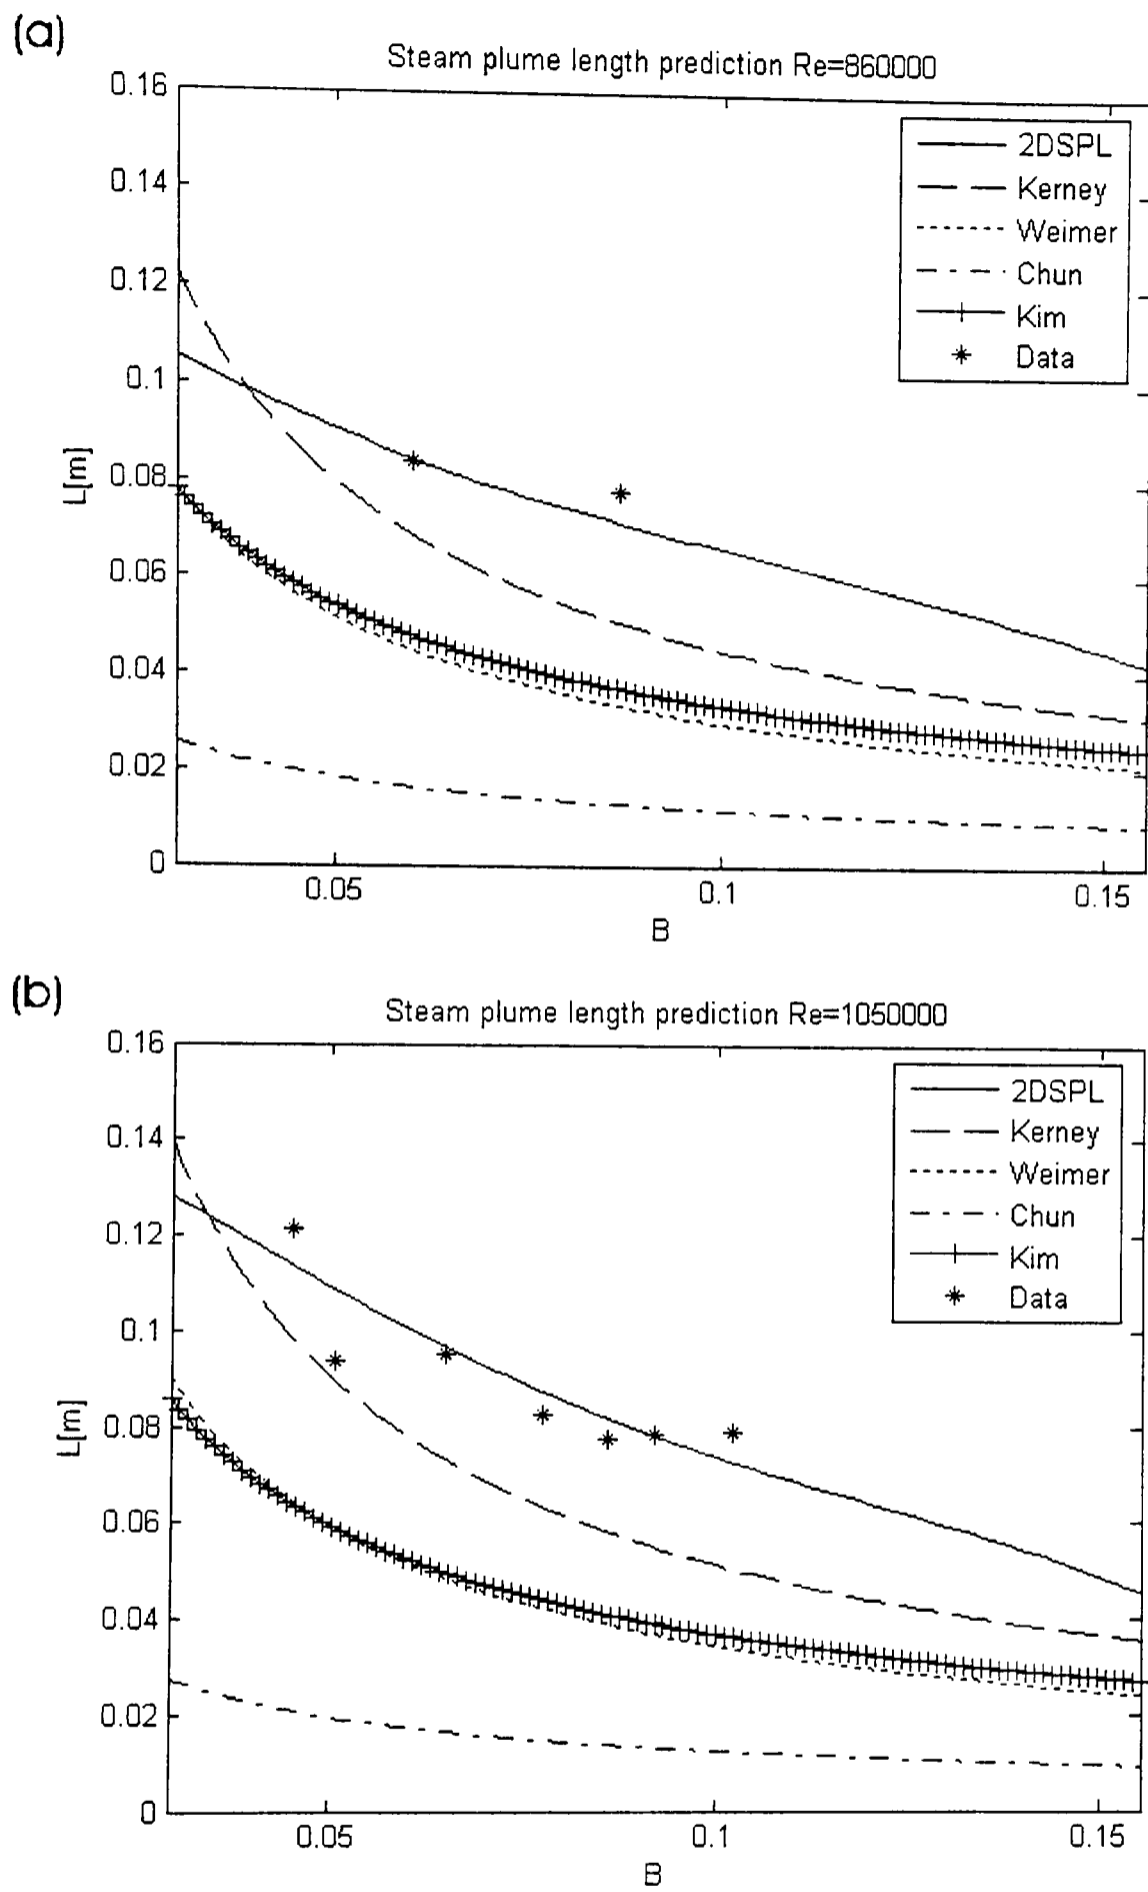 (a)
Steam plume length prediction Re=860000
0.16
0.14
0.12
0.1
0.08
0.06
0.04
0.02
0
L[m]
2DSPL
Kerney
Weimer
Chun
Kim
Data
0.05
0.1
0.15
B
(b)
Steam plume length prediction Re=1050000
0.16
0.14
0.12
0.1
0.08
0.06
0.04
0.02
0
L[m]
2DSPL
Kerney
Weimer
Chun
Kim
Data
0.05
0.1
0.15
B